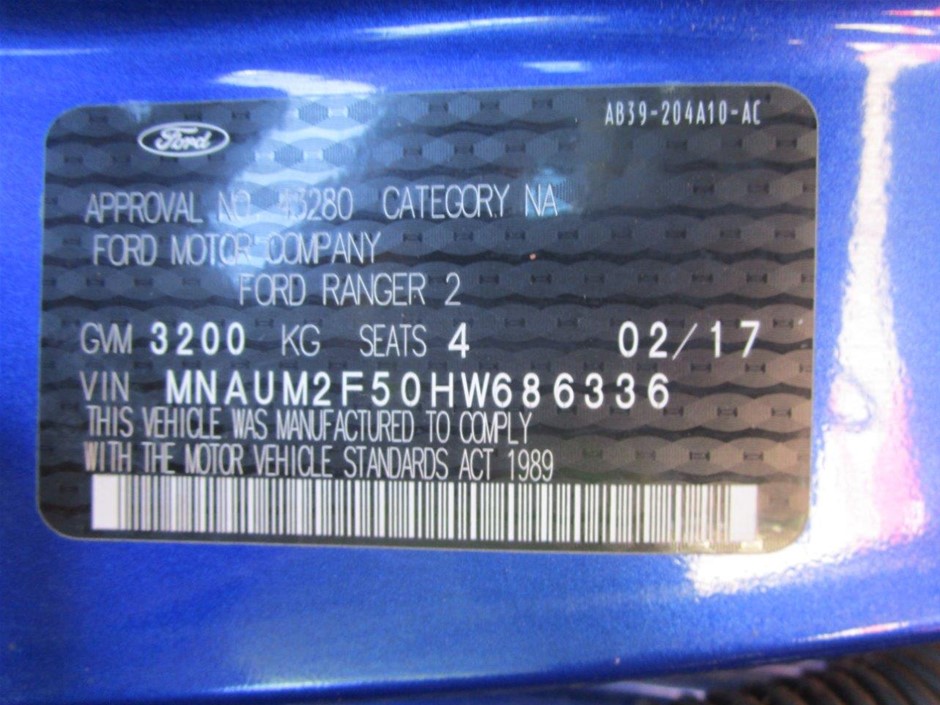 AB39-204A10-AC
Ford
APPROVAL NO. 43280 CATEGORY NA
FORD MOTOR COMPANY
FORD RANGER 2
GVM 3200 KG SEATS 4 02/17
VIN MNAUM2F50HW686336
THIS VEHICLE WAS MANUFACTURED TO COMPLY
WITH THE MOTOR VEHICLE STANDARDS ACT 1989